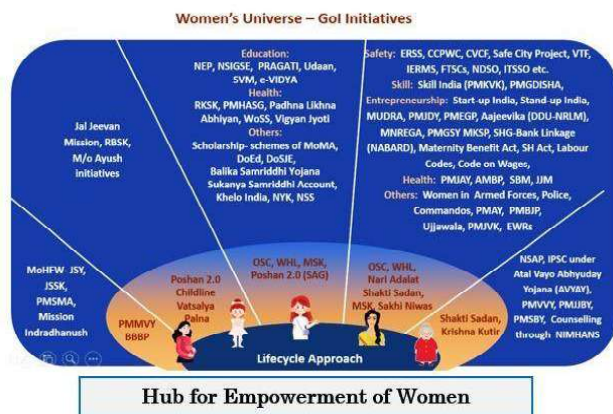 Women's Universe – GoI Initiatives
Jal Jeevan
Mission, RBSK,
M/o Ayush
initiatives
Education:
NEP, NSIGSE, PRAGATI, Udaan,
SVM, e-VIDYA
Health:
RKSK, PMHASG, Padhna Likhna
Abhiyan, WoSS, Vigyan Jyoti
Others:
Scholarship- schemes of MoMA,
DoEd, DoSJE,
Balika Samriddhi Yojana
Sukanya Samriddhi Account,
Khelo India, NYK, NSS
Safety: ERSS, CCPWC, CVCF, Safe City Project, VTF,
IERMS, FTSCs, NDSO, ITSSO etc.
Skill: Skill India (PMKVK), PMGDISHA,
Entrepreneurship: Start-up India, Stand-up India,
MUDRA, PMJDY, PMEGP, Aajeevika (DDU-NRLM),
MNREGA, PMGSY MKSP, SHG-Bank Linkage
(NABARD), Maternity Benefit Act, SH Act, Labour
Codes, Code on Wages,
Health: PMJAY, AMBP, SBM, JJM
Others: Women in Armed Forces, Police,
Commandos, PMAY, PMBJP,
Ujjawala, PMJVK, EWRs
MoHFW-JSY,
JSSK,
PMSMA,
Mission
Indradhanush
PMMVY
BBBP
Poshan 2.0
Childline
Vatsalya
Palna
OSC, WHL, MSK,
Poshan 2.0 (SAG)
OSC, WHL,
Nari Adalat
Shakti Sadan,
MSK, Sakhi Niwas
Shakti Sadan,
Krishna Kutir
NSAP, IPSC under
Atal Vayo Abhyuday
Yojana (AVYAY),
PMVVY, PMJJBY,
PMSBY, Counselling
through NIMHANS
Lifecycle Approach
Hub for Empowerment of Women